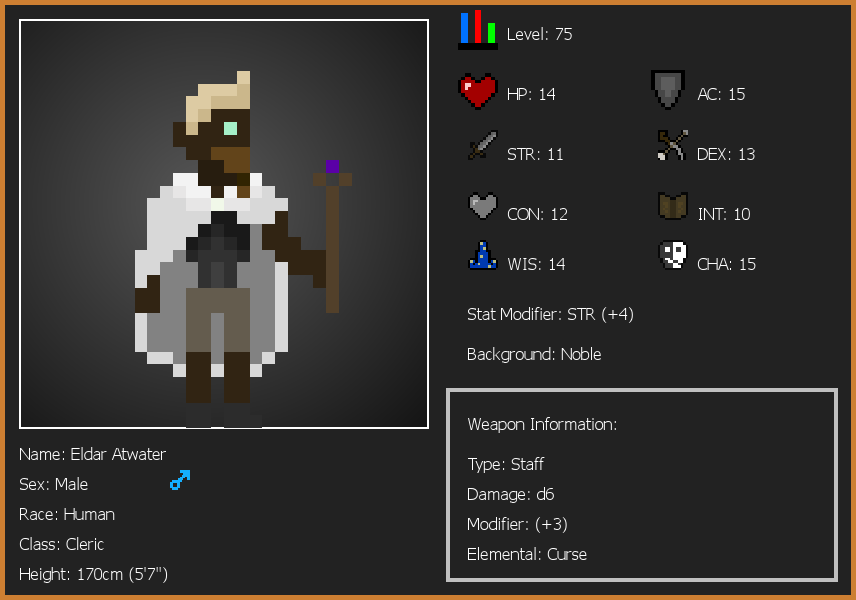 Level: 75
HP: 14
AC: 15
STR: 11
DEX: 13
CON: 12
INT: 10
WIS: 14
CHA: 15
Stat Modifier: STR (+4)
Background: Noble
Weapon Information:
Type: Staff
Damage: d6
Modifier: (+3)
Elemental: Curse
Name: Eldar Atwater
Sex: Male
Race: Human
Class: Cleric
Height: 170cm (5'7")